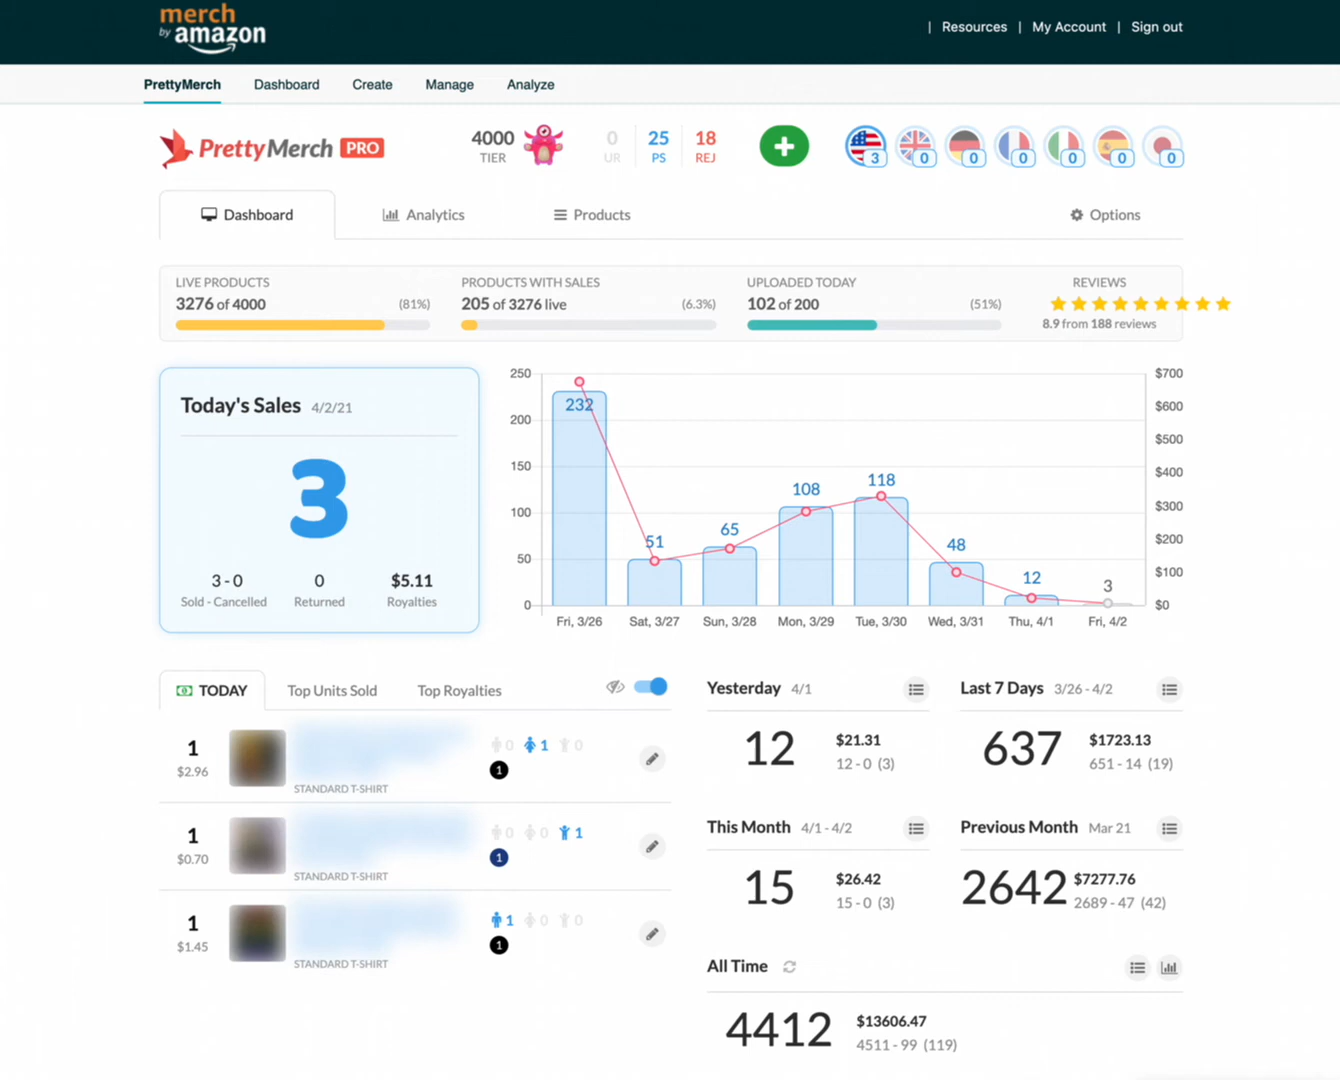 merch
by amazon
| Resources | My Account | Sign out
PrettyMerch Dashboard Create Manage Analyze
PrettyMerch PRO
4000 0 25 18
TIER UR PS REJ
3 0 0 0 0 0 0
Dashboard Analytics Products Options
LIVE PRODUCTS PRODUCTS WITH SALES UPLOADED TODAY REVIEWS
3276 of 4000 (81%) 205 of 3276 live (6.3%) 102 of 200 (51%)
8.9 from 188 reviews
Today's Sales 4/2/21
3
3 - 0 0 $5.11
Sold - Cancelled Returned Royalties
250 $700
$600
200
$500
150 $400
100 $300
$200
50 $100
0 $0
232 51 65 108 118 48 12 3
Fri, 3/26 Sat, 3/27 Sun, 3/28 Mon, 3/29 Tue, 3/30 Wed, 3/31 Thu, 4/1 Fri, 4/2
TODAY Top Units Sold Top Royalties
1 0 1 0
$2.96 1
STANDARD T-SHIRT
1 0 0 1
$0.70 1
STANDARD T-SHIRT
1 1 0 0
$1.45 1
STANDARD T-SHIRT
Yesterday 4/1
12 $21.31
12 - 0 (3)
Last 7 Days 3/26 - 4/2
637 $1723.13
651 - 14 (19)
This Month 4/1 - 4/2
15 $26.42
15 - 0 (3)
Previous Month Mar 21
2642 $7277.76
2689 - 47 (42)
All Time
4412 $13606.47
4511 - 99 (119)